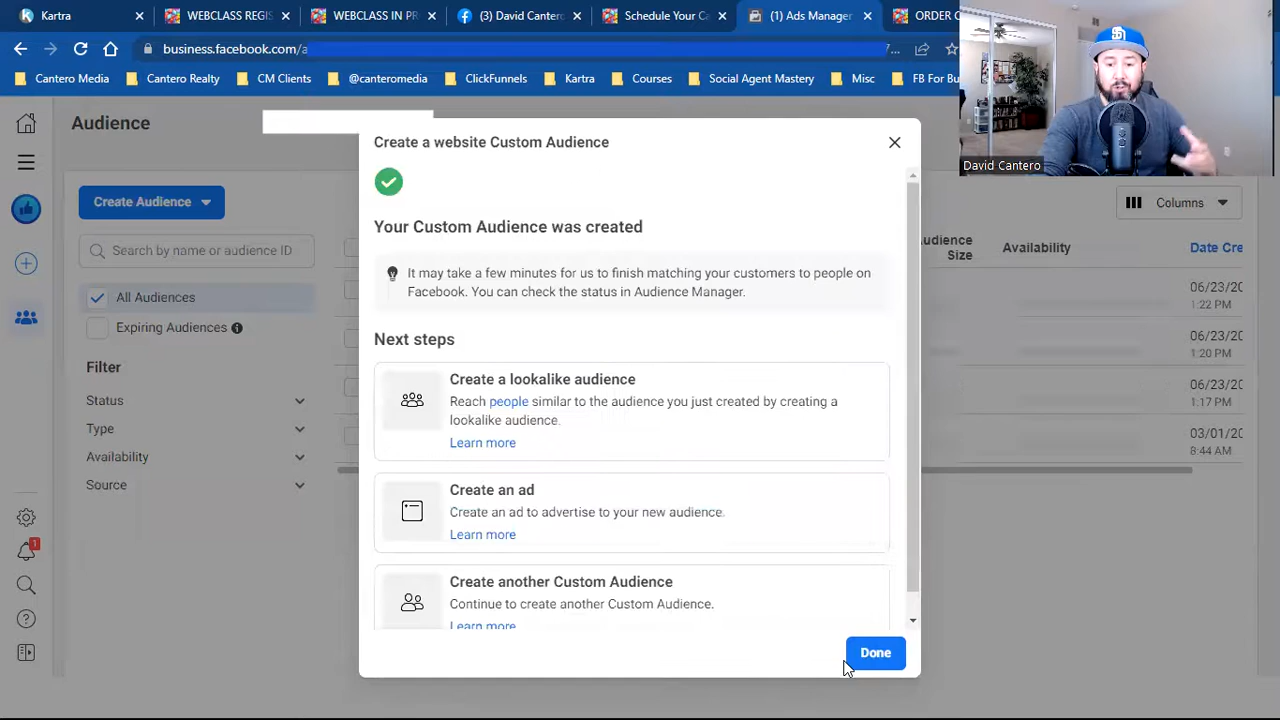 Kartra
WEBCLASS REGIS
WEBCLASS IN PR
(3) David Cantero
Schedule Your Ca
(1) Ads Manager
ORDER C
business.facebook.com/a
7...
Cantero Media
Cantero Realty
CM Clients
@canteromedia
ClickFunnels
Kartra
Courses
Social Agent Mastery
Misc
FB For Bu
David Cantero
Audience
Create Audience
Search by name or audience ID
All Audiences
Expiring Audiences
Filter
Status
Type
Availability
Source
1
Create a website Custom Audience
Your Custom Audience was created
It may take a few minutes for us to finish matching your customers to people on
Facebook. You can check the status in Audience Manager.
Next steps
Create a lookalike audience
Reach people similar to the audience you just created by creating a
lookalike audience.
Learn more
Create an ad
Create an ad to advertise to your new audience.
Learn more
Create another Custom Audience
Continue to create another Custom Audience.
Learn more
Done
Columns
udience
Size
Availability
Date Cre
06/23/20
1:22 PM
06/23/20
1:20 PM
06/23/20
1:17 PM
03/01/20
8:44 AM